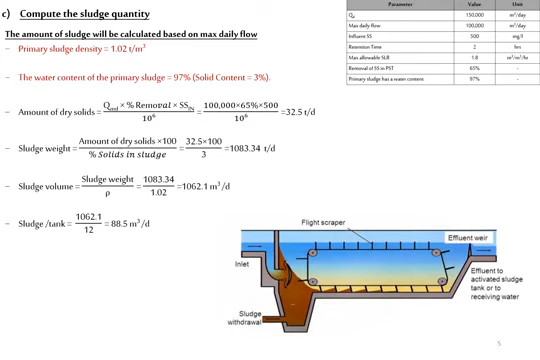 c) Compute the sludge quantity
The amount of sludge will be calculated based on max daily flow
– Primary sludge density = 1.02 t/m³
– The water content of the primary sludge = 97% (Solid Content = 3%).
– Amount of dry solids = (Qmd × % Removal × SSIN)/10⁶ = (100,000×65%×500)/10⁶ =32.5 t/d
– Sludge weight = (Amount of dry solids ×100)/(% Solids in sludge) = (32.5×100)/3 =1083.34 t/d
– Sludge volume = (Sludge weight)/ρ = 1083.34/1.02 =1062.1 m³/d
– Sludge /tank = 1062.1/12 = 88.5 m³/d
Parameter Value Unit
150,000 m³/day
Max daily flow 100,000 m³/day
Influent SS 500 mg/l
Retention Time 2 hrs
Max allowable SLR 1.8 m³/m²/hr
Removal of SS in PST 65% -
Primary sludge has a water content 97% -
Flight scraper
Effluent weir
Inlet
Effluent to
activated sludge
tank or to
receiving water
Sludge
withdrawal
5